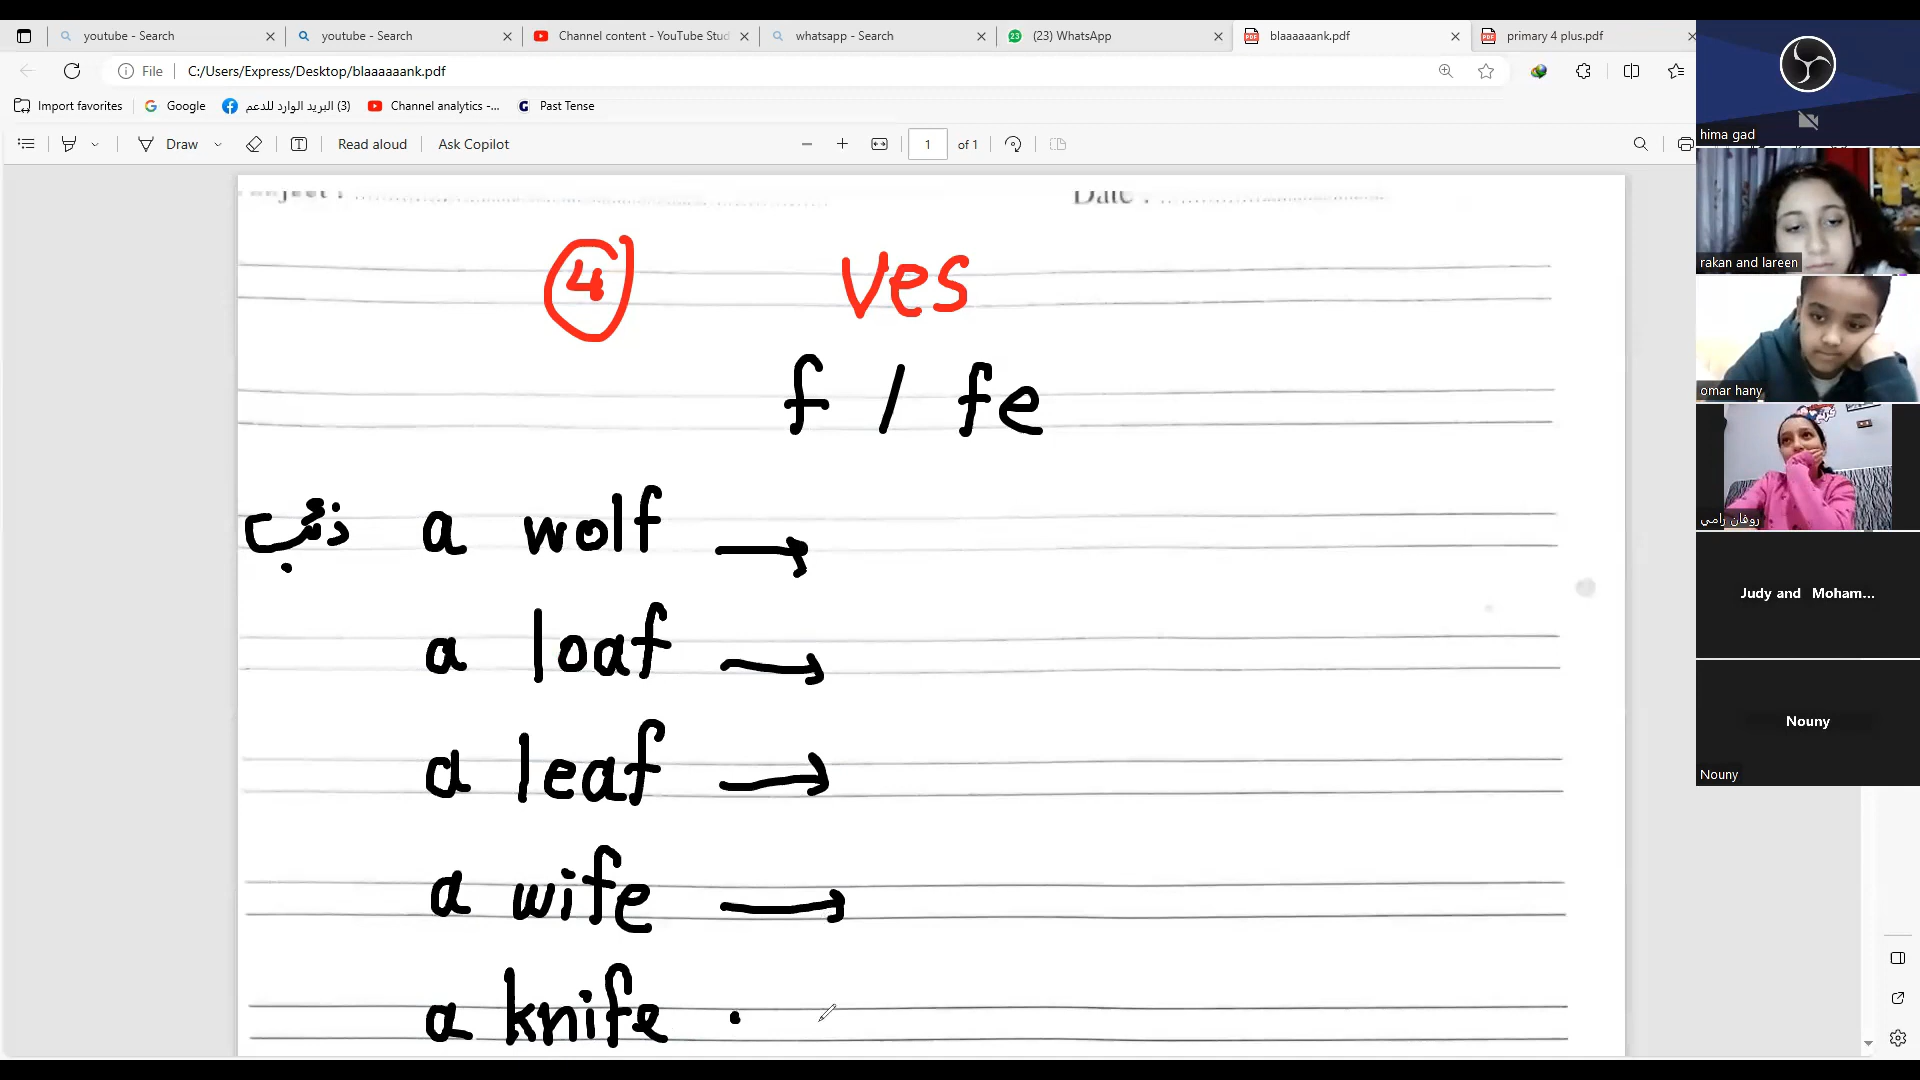 youtube - Search
youtube - Search
Channel content - YouTube Stud
whatsapp - Search
(23) WhatsApp
blaaaaaank.pdf
primary 4 plus.pdf
File
C:/Users/Express/Desktop/blaaaaaank.pdf
Import favorites
Google
(3) البريد الوارد للدعم
Channel analytics -...
Past Tense
Draw
Read aloud
Ask Copilot
1 of 1
Date :
4 ves
f / fe
ذئب a wolf →
a loaf →
a leaf →
a wife →
a knife .
hima gad
rakan and lareen
omar hany
روفان رامي
Judy and Moham...
Nouny
Nouny